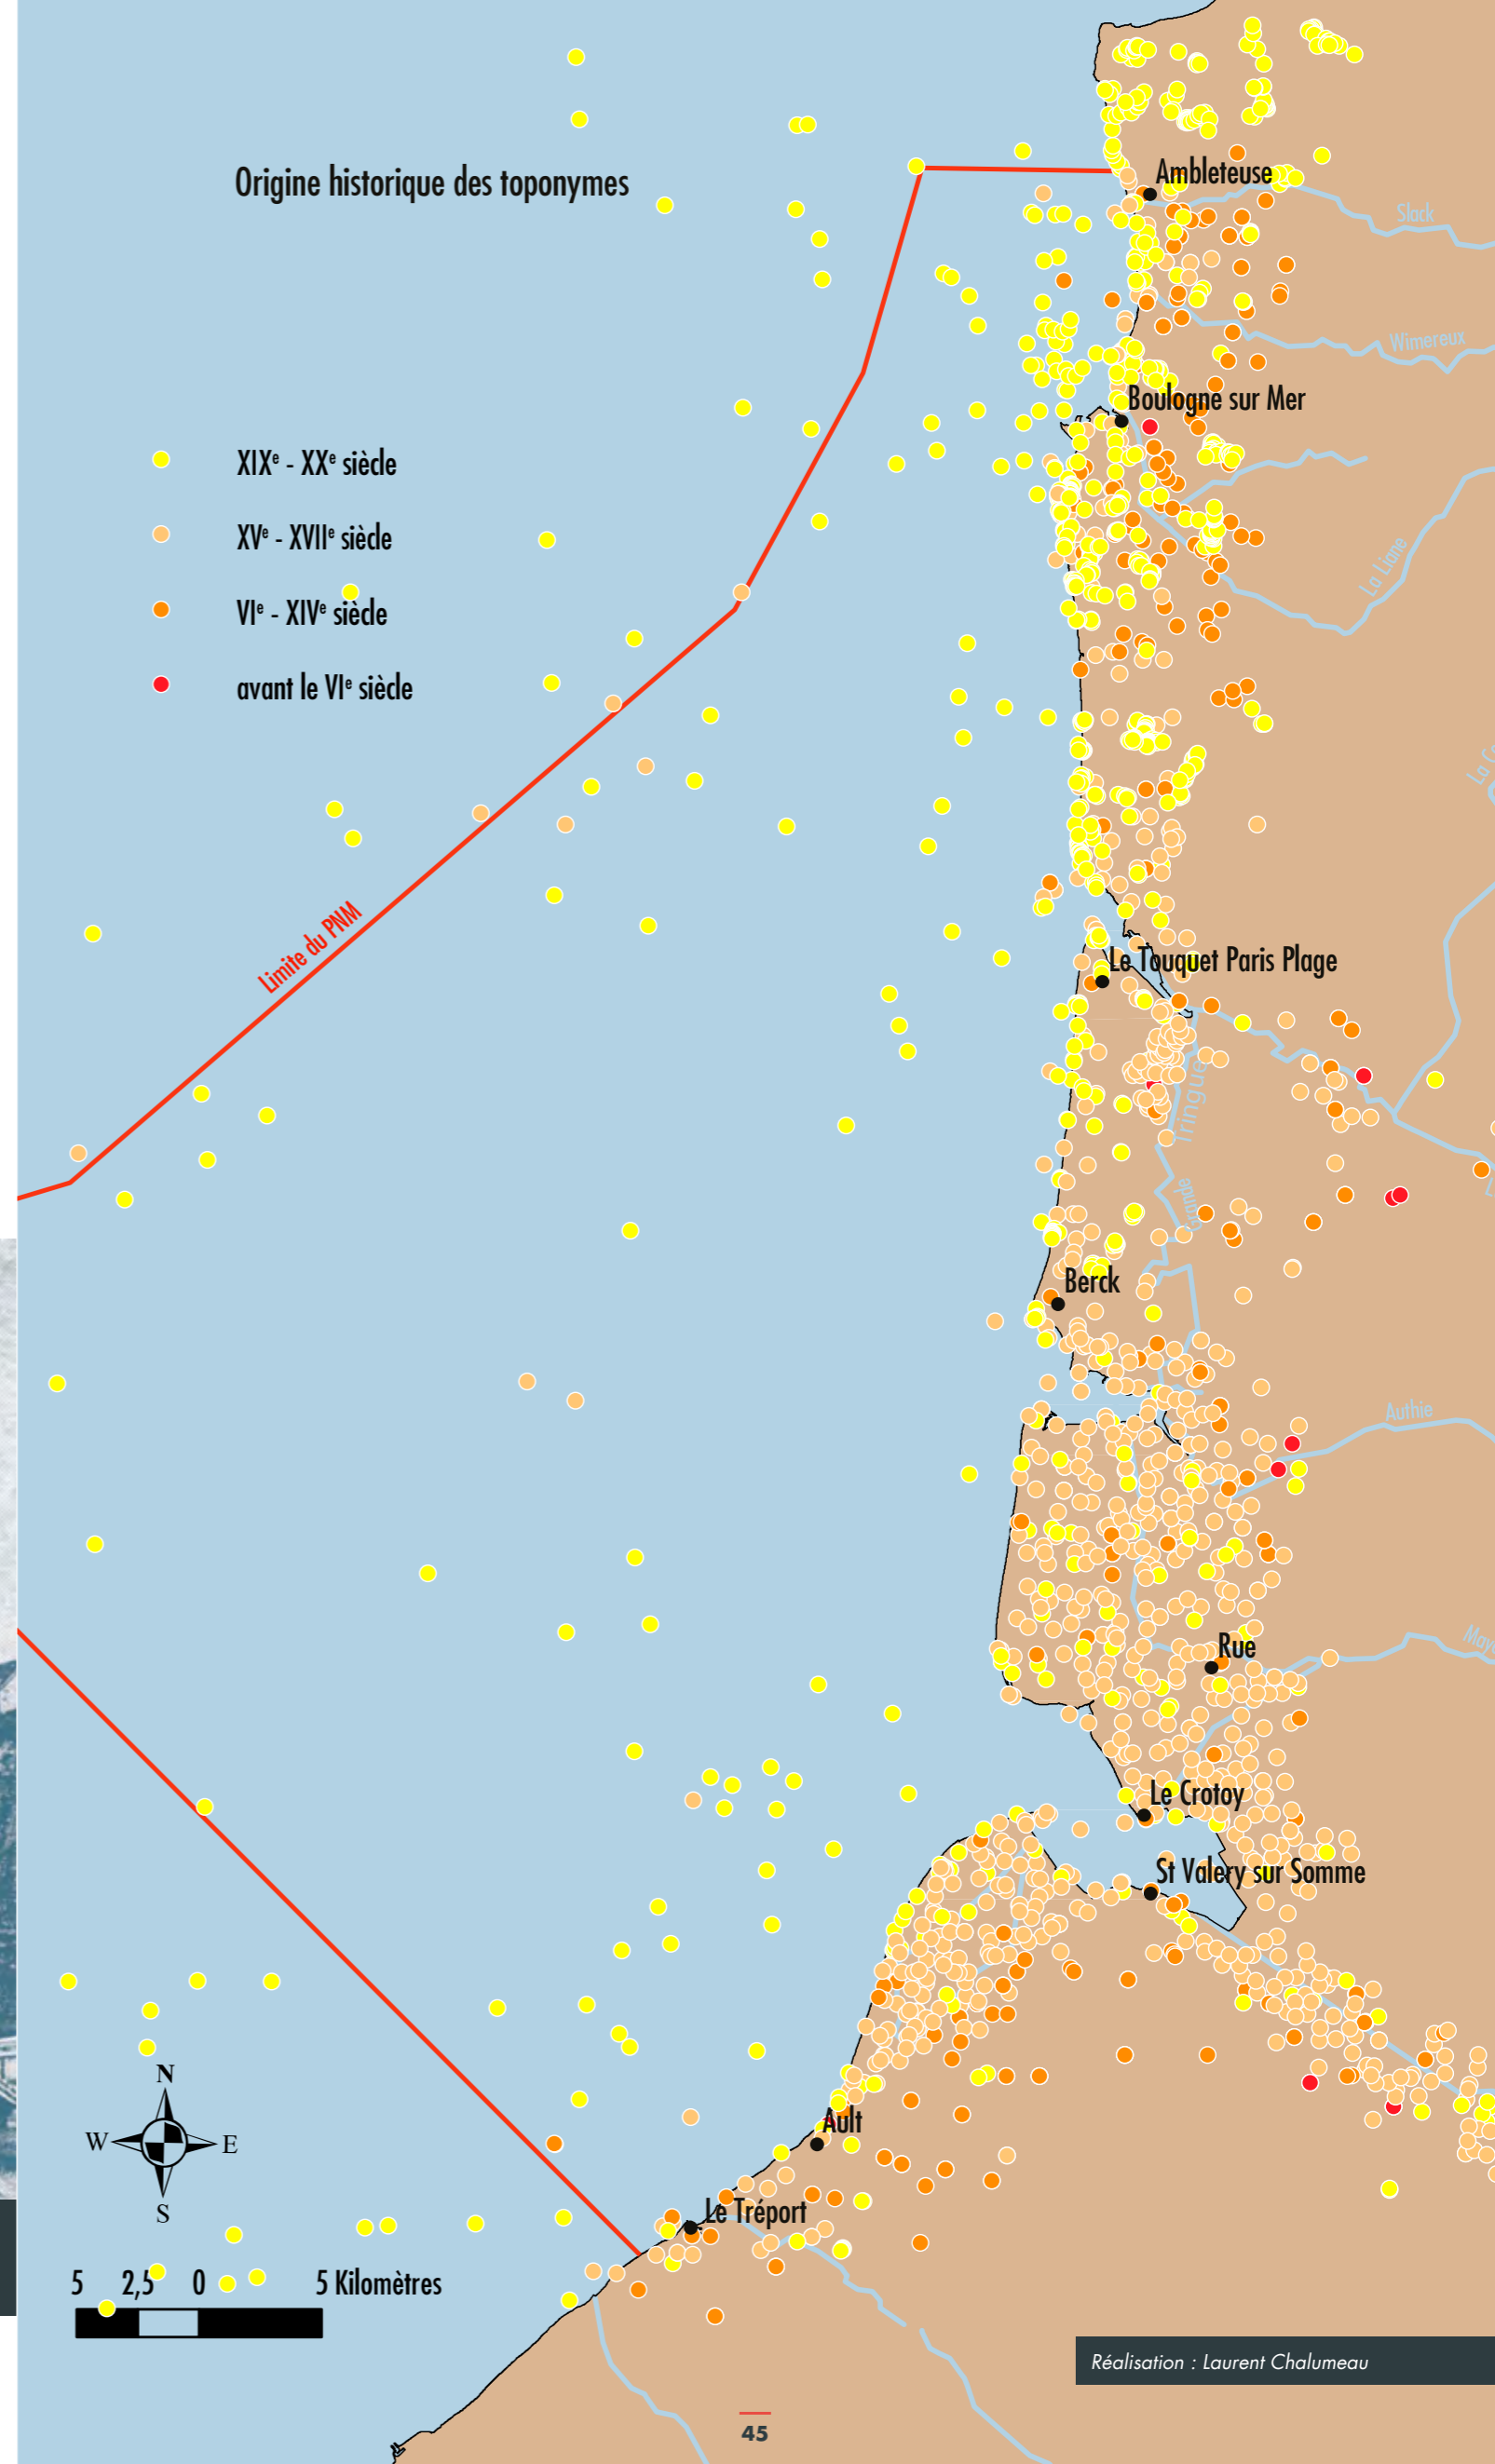 Origine historique des toponymes
Ambleteuse
Slack
Wimereux
Boulogne sur Mer
XIXe - XXe siècle
XVe - XVIIe siècle
VIe - XIVe siècle
avant le VIe siècle
La Liane
Limite du PNM
Le Touquet Paris Plage
Tringue
Grande
Berck
Authie
Rue
Le Crotoy
St Valery sur Somme
N
W
E
S
Ault
Le Tréport
5 2,5 0 5 Kilomètres
Réalisation : Laurent Chalumeau
45